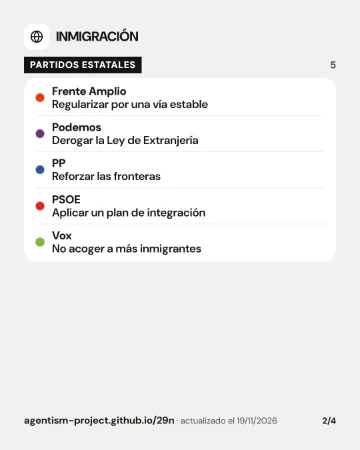 INMIGRACIÓN
PARTIDOS ESTATALES 5
Frente Amplio
Regularizar por una vía estable
Podemos
Derogar la Ley de Extranjería
PP
Reforzar las fronteras
PSOE
Aplicar un plan de integración
Vox
No acoger a más inmigrantes
agentism-project.github.io/29n · actualizado el 19/11/2026 2/4